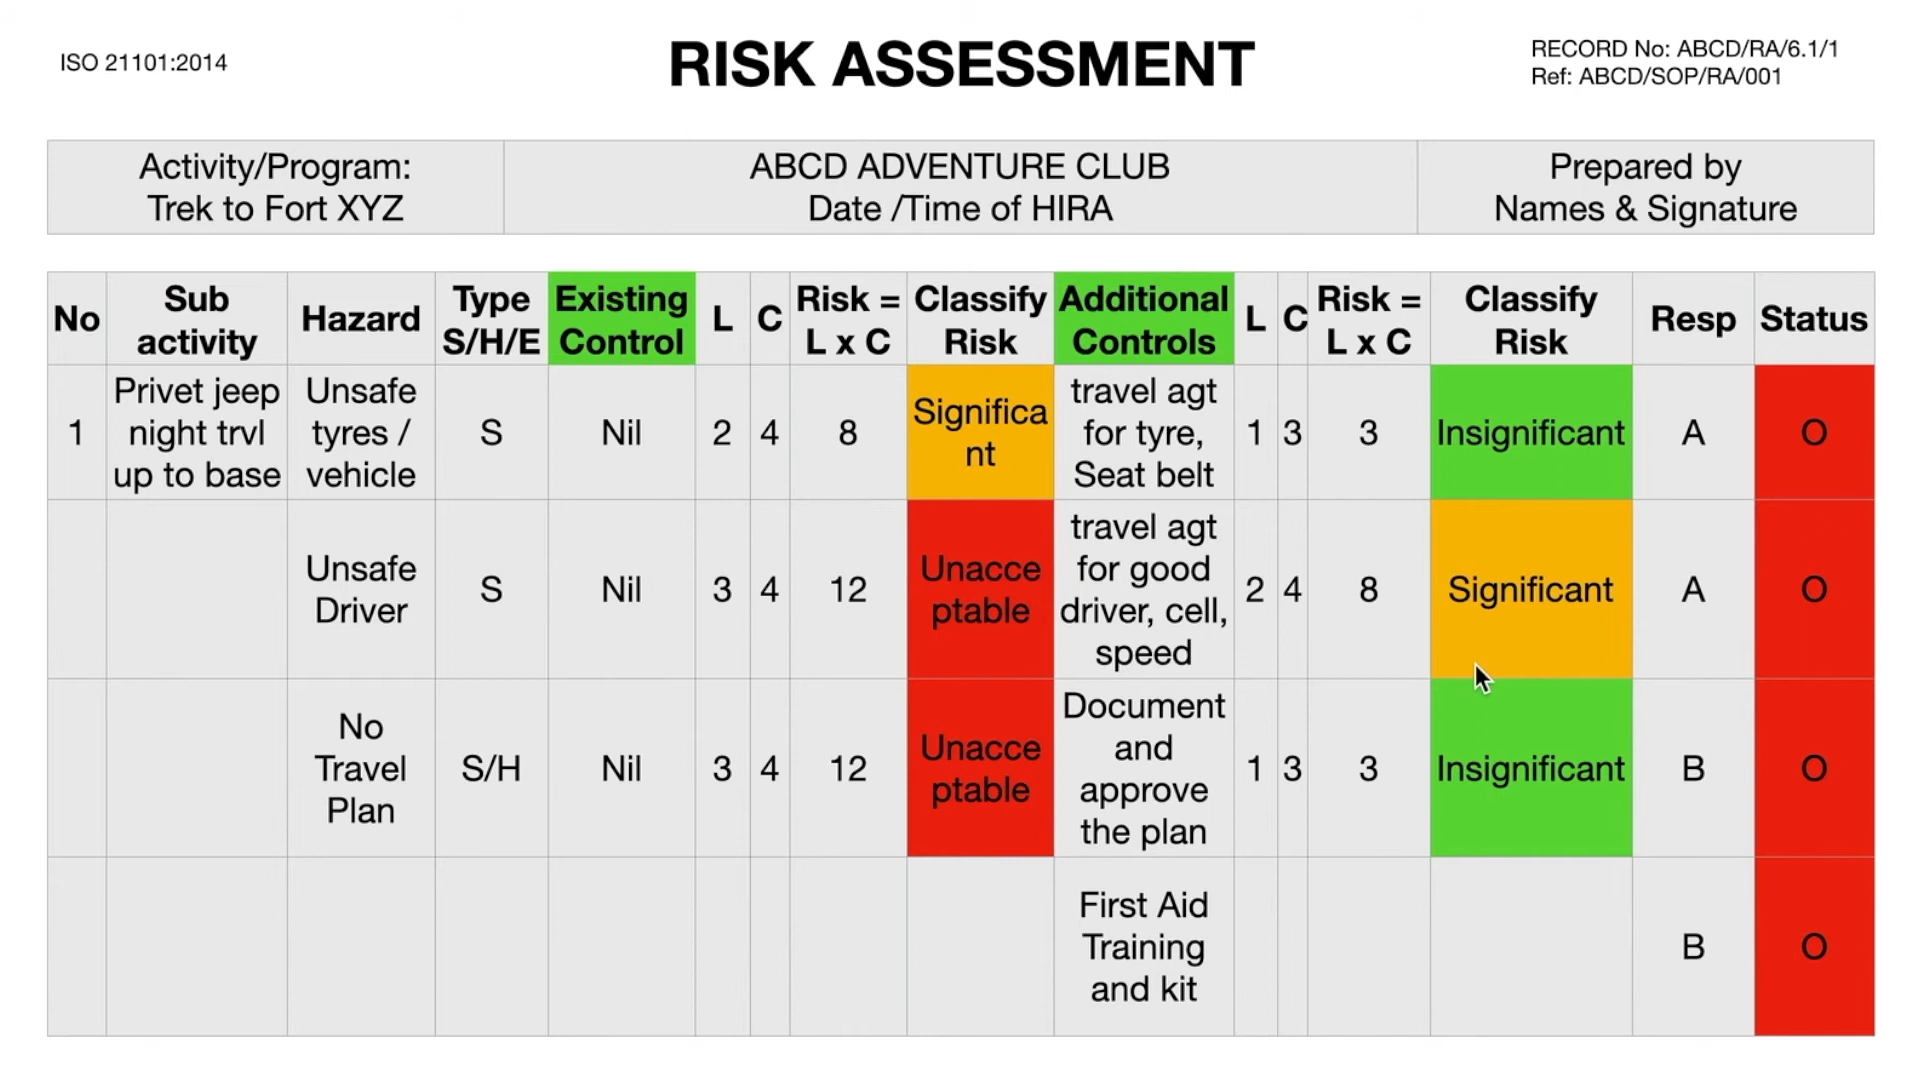 ISO 21101:2014
RISK ASSESSMENT
RECORD No: ABCD/RA/6.1/1
Ref: ABCD/SOP/RA/001
Activity/Program:
Trek to Fort XYZ
ABCD ADVENTURE CLUB
Date /Time of HIRA
Prepared by
Names & Signature
No
Sub
activity
Hazard
Type
S/H/E
Existing
Control
L
C
Risk =
L x C
Classify
Risk
Additional
Controls
L
C
Risk =
L x C
Classify
Risk
Resp
Status
1
Privet jeep
night trvl
up to base
Unsafe
tyres /
vehicle
S
Nil
2
4
8
Significa
nt
travel agt
for tyre,
Seat belt
1
3
3
Insignificant
A
O
Unsafe
Driver
S
Nil
3
4
12
Unacce
ptable
travel agt
for good
driver, cell,
speed
2
4
8
Significant
A
O
No
Travel
Plan
S/H
Nil
3
4
12
Unacce
ptable
Document
and
approve
the plan
1
3
3
Insignificant
B
O
First Aid
Training
and kit
B
O